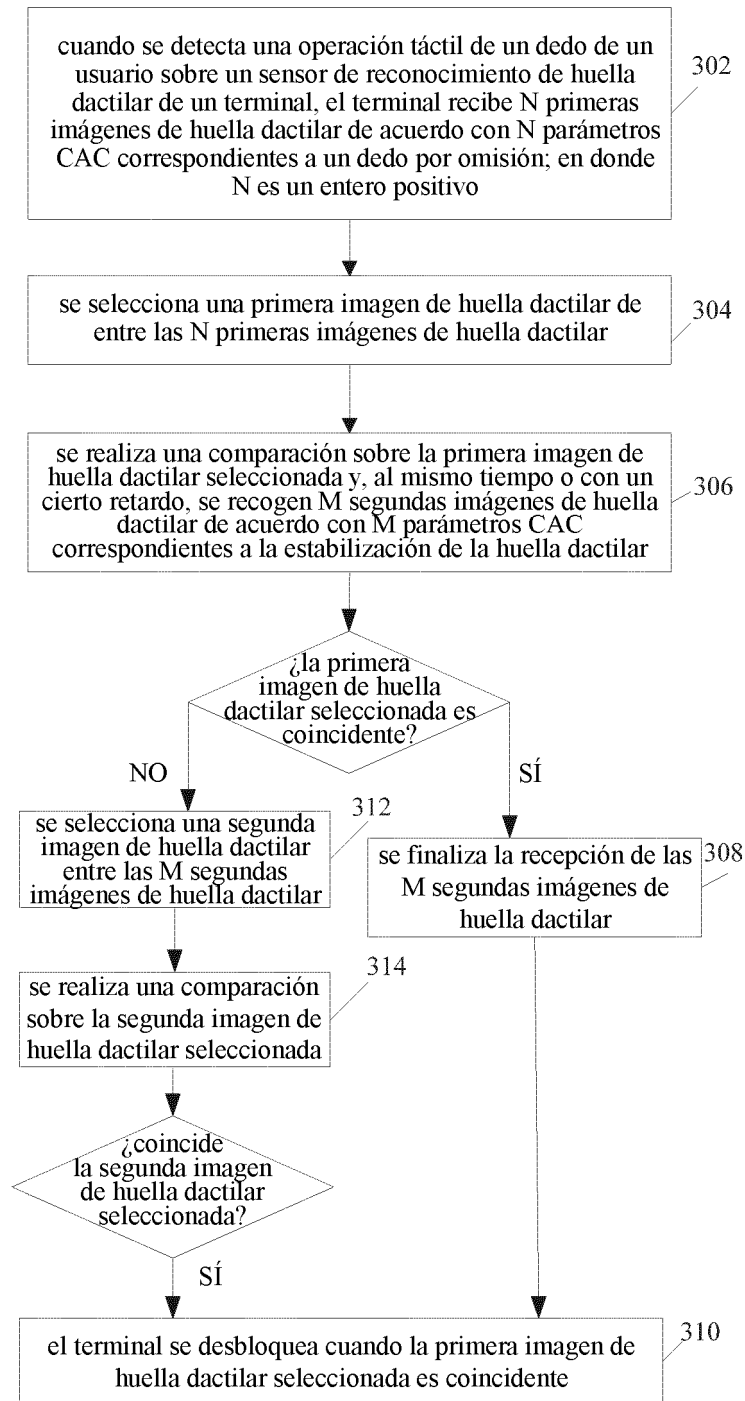 cuando se detecta una operación táctil de un dedo de un
usuario sobre un sensor de reconocimiento de huella
dactilar de un terminal, el terminal recibe N primeras
imágenes de huella dactilar de acuerdo con N parámetros
CAC correspondientes a un dedo por omisión; en donde
N es un entero positivo
302
se selecciona una primera imagen de huella dactilar de
entre las N primeras imágenes de huella dactilar
304
se realiza una comparación sobre la primera imagen de
huella dactilar seleccionada y, al mismo tiempo o con un
cierto retardo, se recogen M segundas imágenes de huella
dactilar de acuerdo con M parámetros CAC
correspondientes a la estabilización de la huella dactilar
306
¿la primera
imagen de huella
dactilar seleccionada es
coincidente?
NO
SÍ
312
se selecciona una segunda
imagen de huella dactilar
entre las M segundas
imágenes de huella dactilar
se finaliza la recepción de las
M segundas imágenes de
huella dactilar
308
314
se realiza una comparación
sobre la segunda imagen de
huella dactilar seleccionada
¿coincide
la segunda imagen
de huella dactilar
seleccionada?
SÍ
el terminal se desbloquea cuando la primera imagen de
huella dactilar seleccionada es coincidente
310